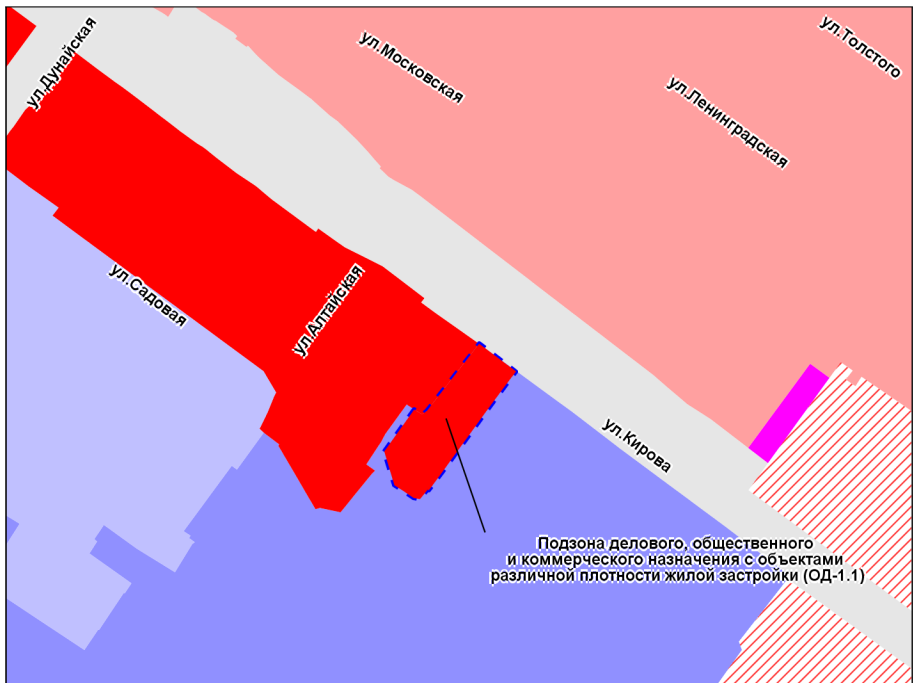 ул.Дунайская
ул.Московская
ул.Толстого
ул.Ленинградская
ул.Садовая
ул.Алтайская
ул.Кирова
Подзона делового, общественного
и коммерческого назначения с объектами
различной плотности жилой застройки (ОД-1.1)